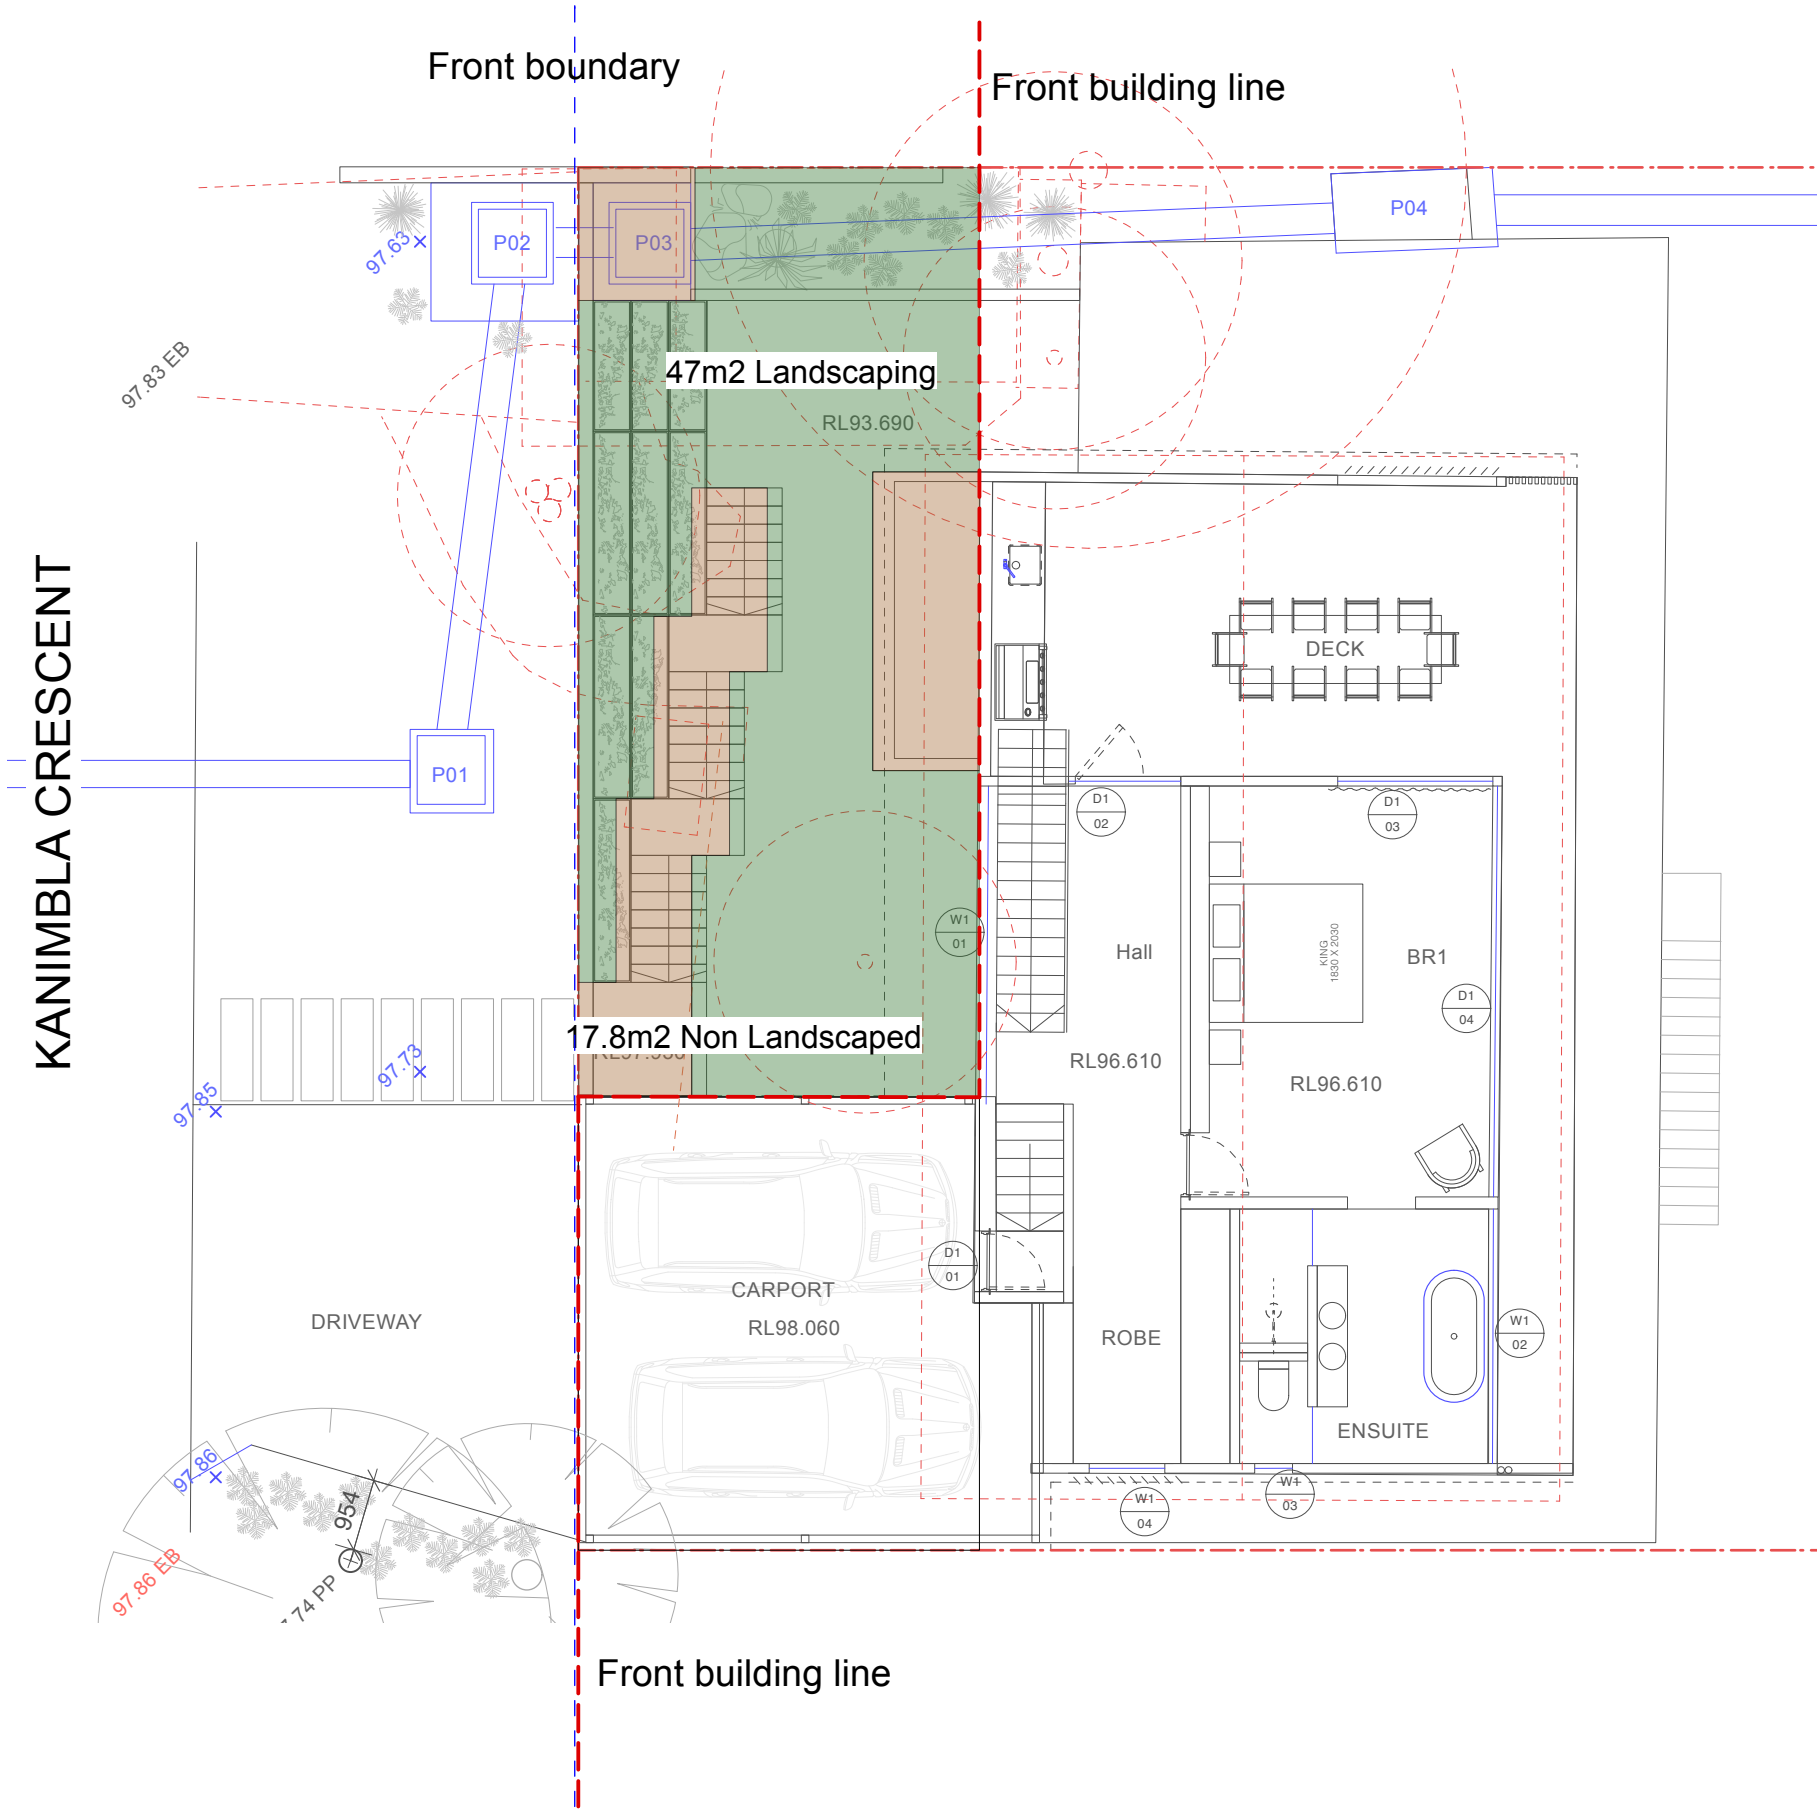 Front boundary
Front building line
P02
P03
P04
97.63
97.83 EB
47m2 Landscaping
RL93.690
KANIMBLA CRESCENT
DECK
P01
D1
02
D1
03
W1
01
Hall
KING
1830 X 2030
BR1
D1
04
17.8m2 Non Landscaped
97.73
RL96.610
RL96.610
97.85
D1
01
CARPORT
RL98.060
DRIVEWAY
ROBE
W1
02
ENSUITE
97.86
954
W1
04
W1
03
97.86 EB
74 PP
Front building line